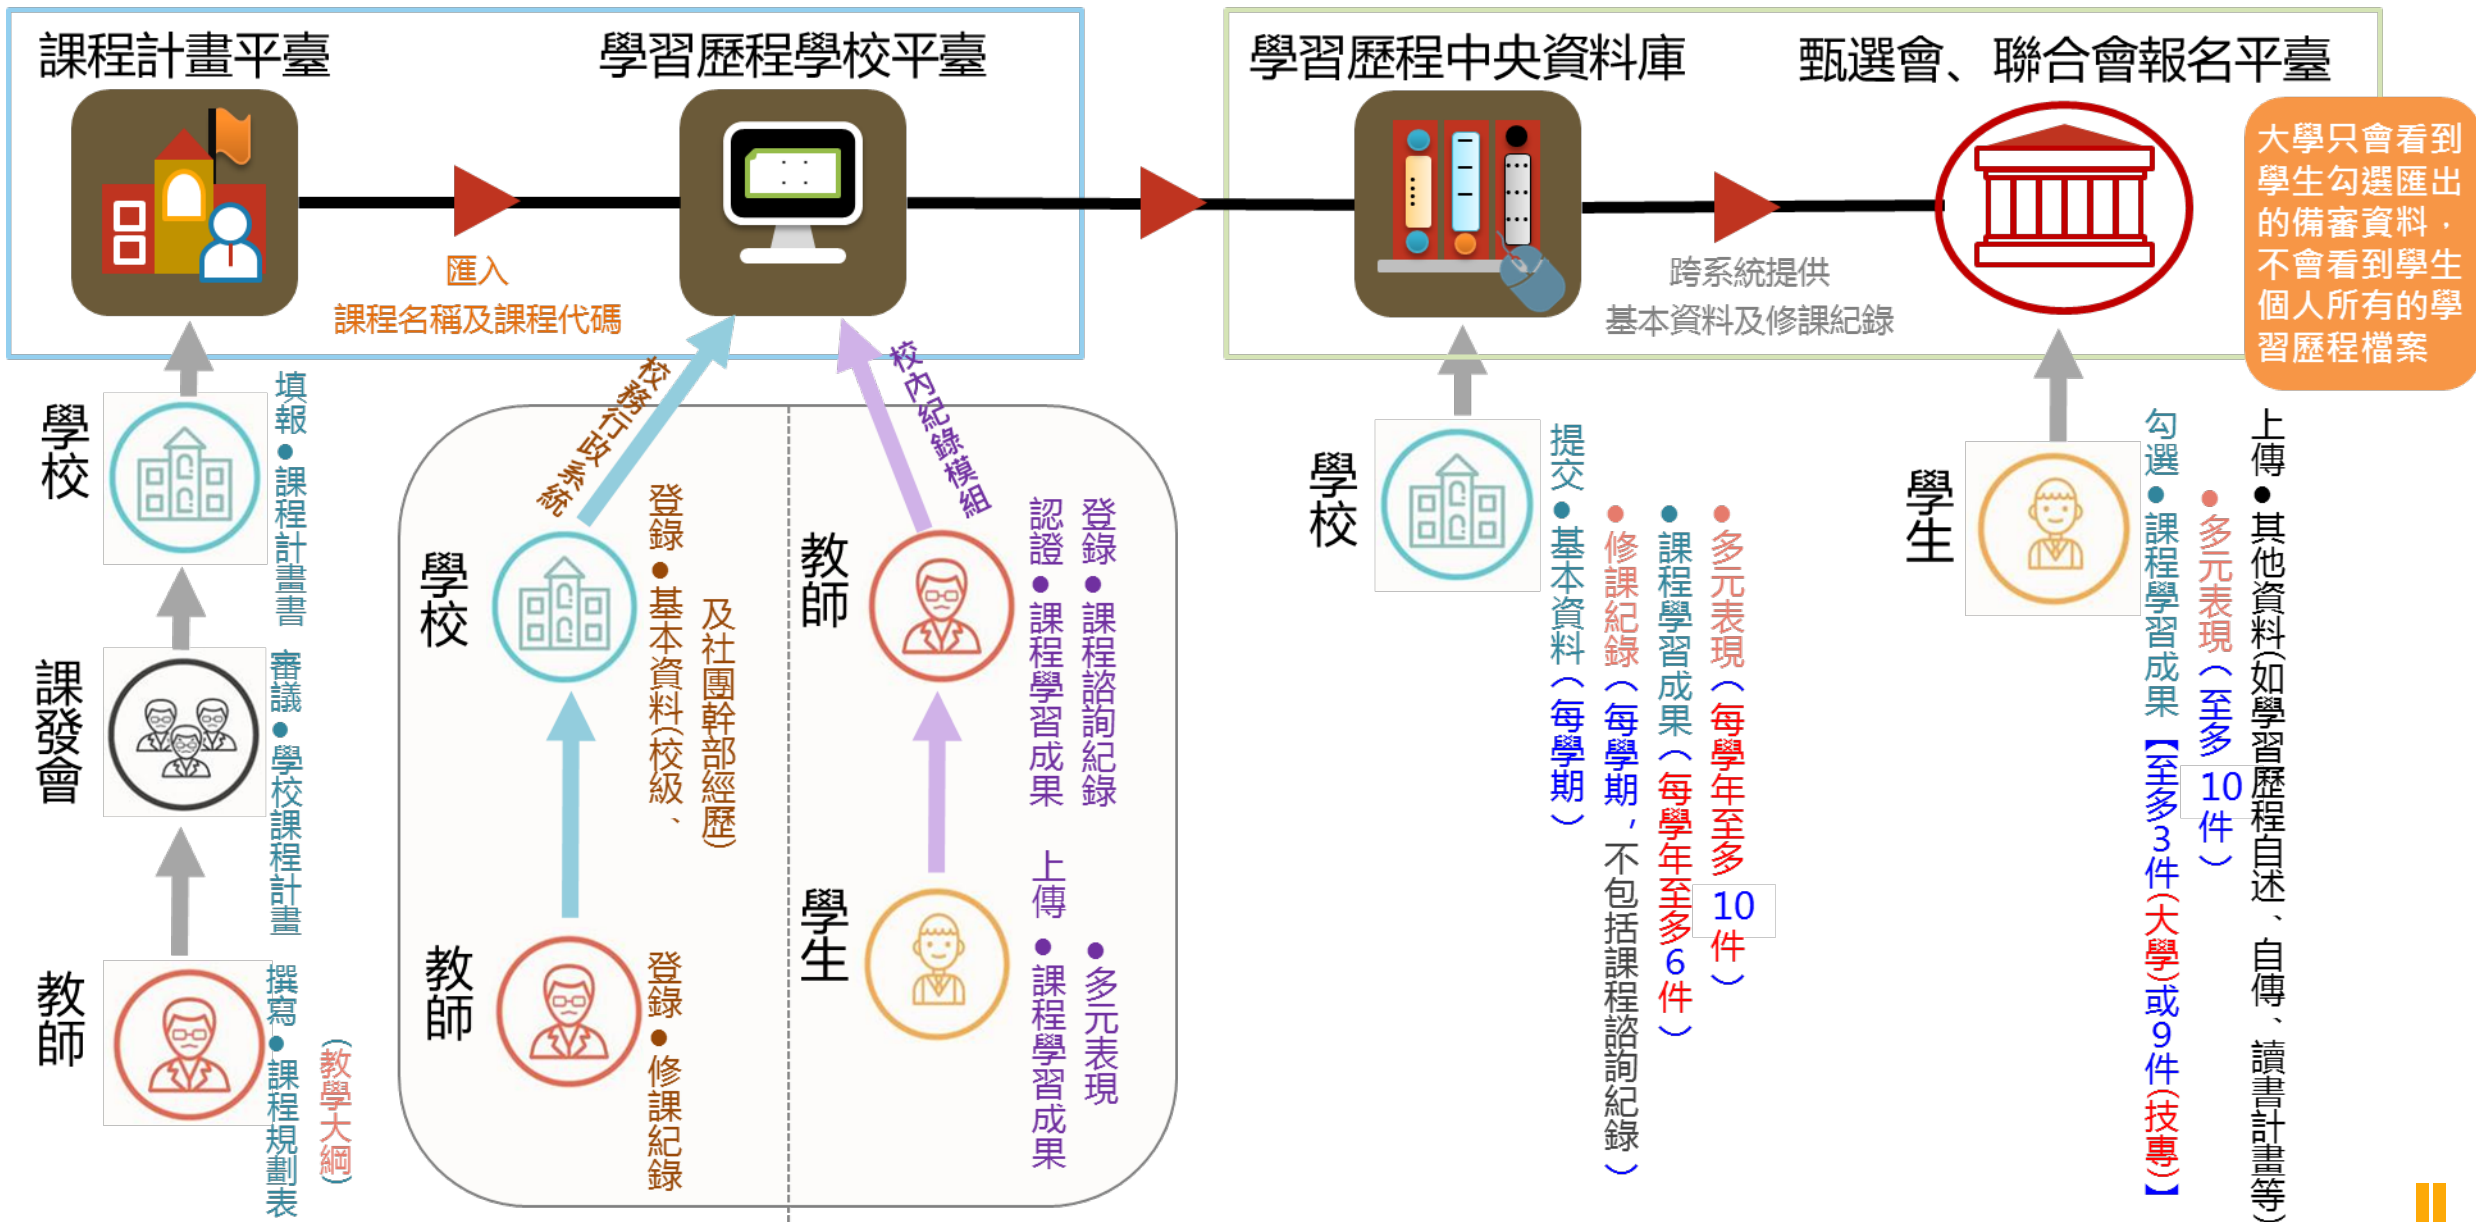 課程計畫平臺
學習歷程學校平臺
學習歷程中央資料庫
甄選會、聯合會報名平臺
大學只會看到
學生勾選匯出
的備審資料，
不會看到學生
個人所有的學
習歷程檔案
匯入
課程名稱及課程代碼
跨系統提供
基本資料及修課紀錄
學校
填報●課程計畫書
課發會
審議●學校課程計畫
教師
撰寫●課程規劃表
(教學大綱)
校務行政系統
校內紀錄模組
學校
登錄●基本資料(校級、
及社團幹部經歷)
教師
登錄●修課紀錄
教師
登錄●課程諮詢紀錄
認證●課程學習成果
學生
上傳●課程學習成果
●多元表現
學校
提交●基本資料(每學期)
●修課紀錄(每學期，不包括課程諮詢紀錄)
●課程學習成果(每學年至多6件)
●多元表現(每學年至多10件)
學生
勾選●課程學習成果【至多3件(大學)或9件(技專)】
●多元表現(至多10件)
上傳●其他資料(如學習歷程自述、自傳、讀書計畫等)